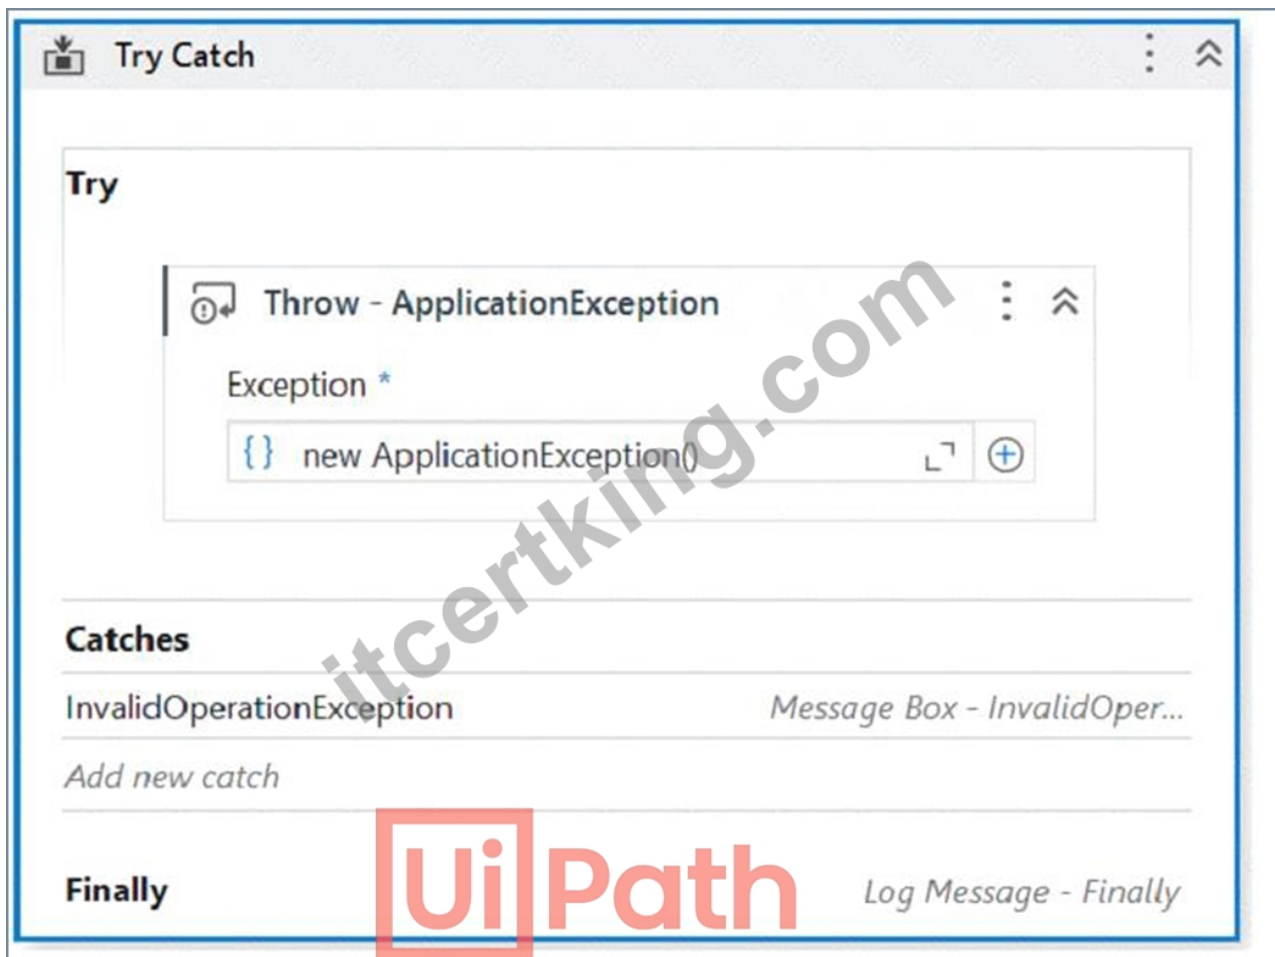 Try Catch
Try
Throw - ApplicationException
Exception *
{} new ApplicationException()
Catches
InvalidOperationException Message Box - InvalidOper...
Add new catch
Finally Log Message - Finally
itcertking.com
UiPath